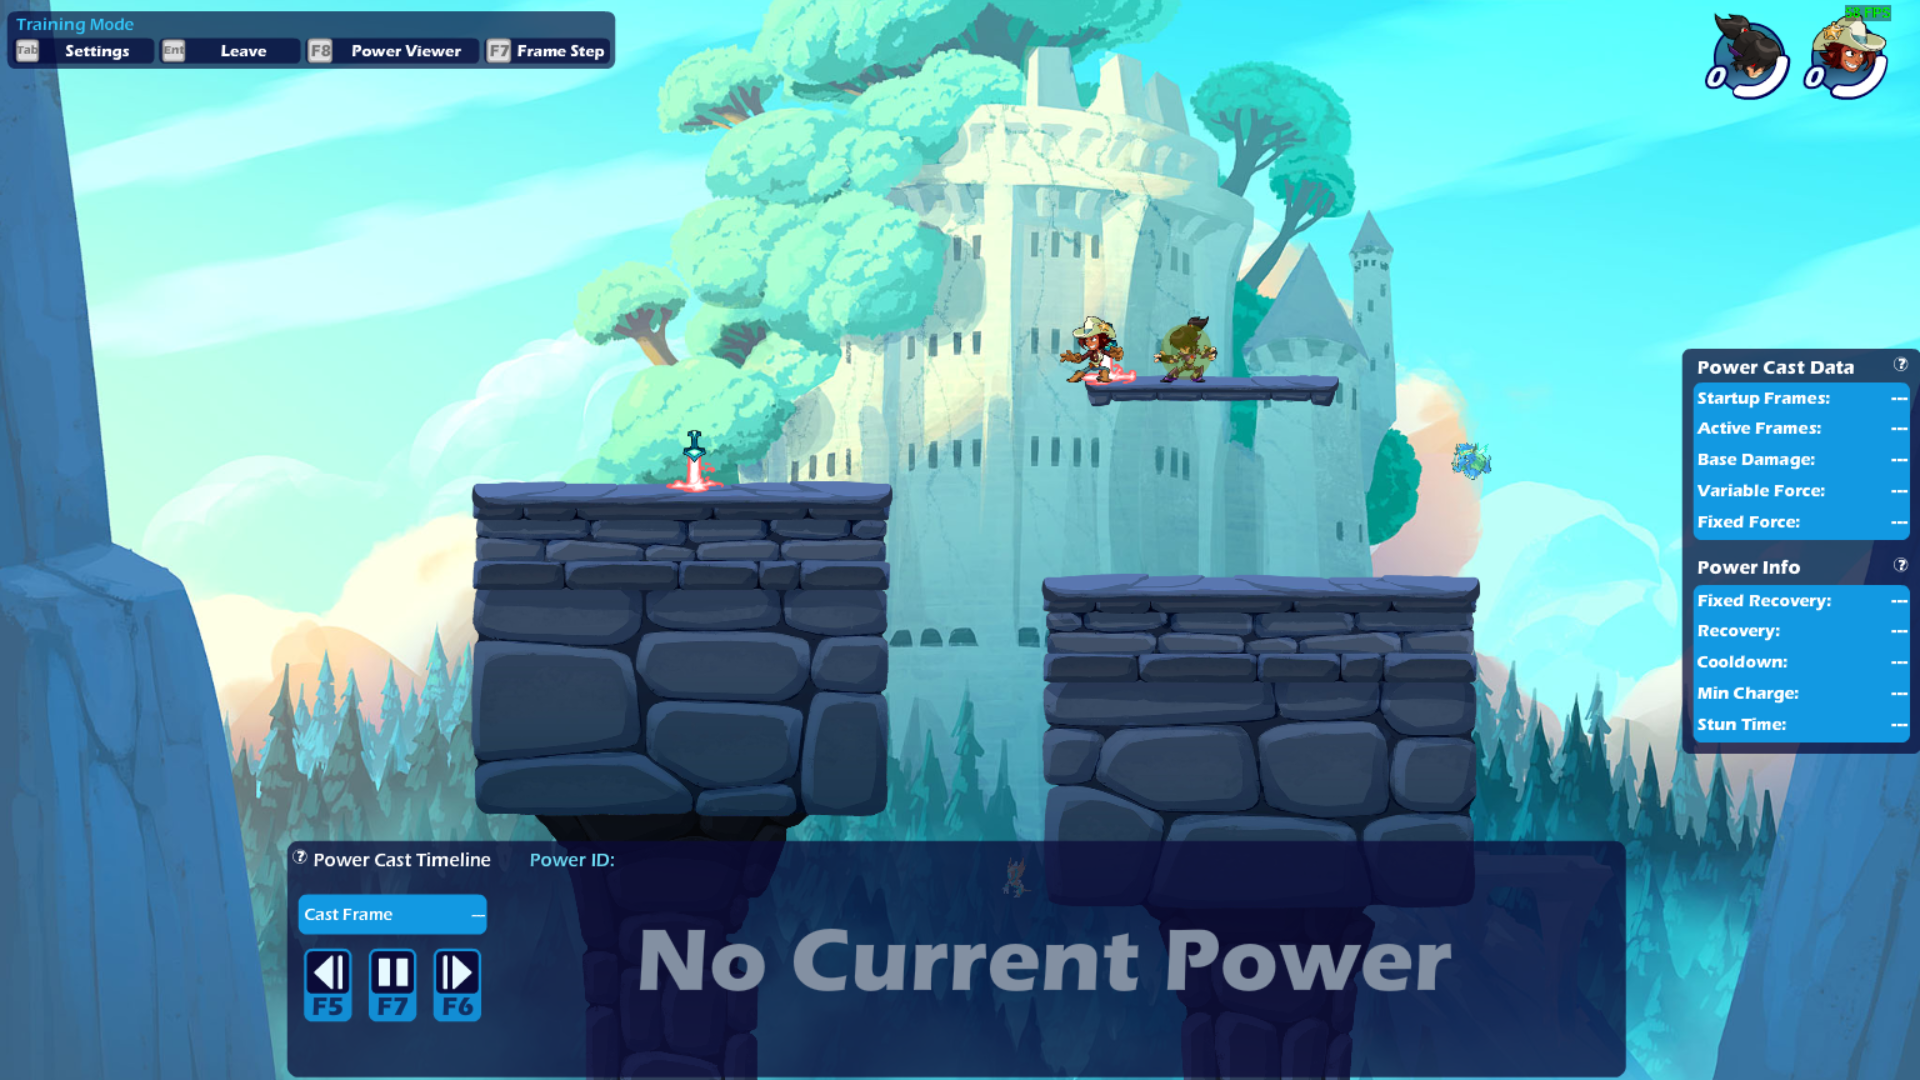 Training Mode
Tab Settings Ent Leave F8 Power Viewer F7 Frame Step
0 0
Power Cast Data ?
Startup Frames: ---
Active Frames: ---
Base Damage: ---
Variable Force: ---
Fixed Force: ---
Power Info ?
Fixed Recovery: ---
Recovery: ---
Cooldown: ---
Min Charge: ---
Stun Time: ---
? Power Cast Timeline Power ID:
Cast Frame ---
No Current Power
F5 F7 F6